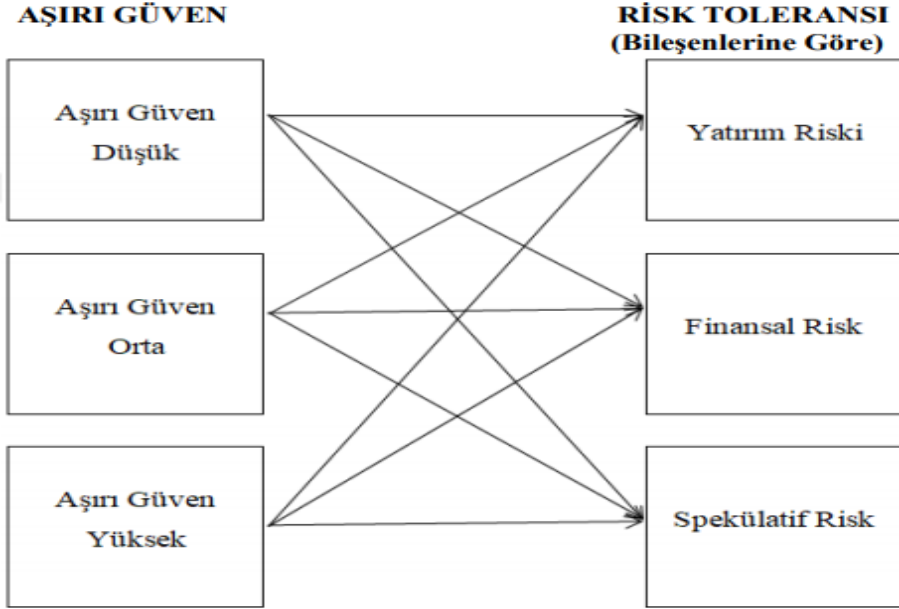 AŞIRI GÜVEN
RİSK TOLERANSI
(Bileşenlerine Göre)
Aşırı Güven
Düşük
Yatırım Riski
Aşırı Güven
Orta
Finansal Risk
Aşırı Güven
Yüksek
Spekülatif Risk